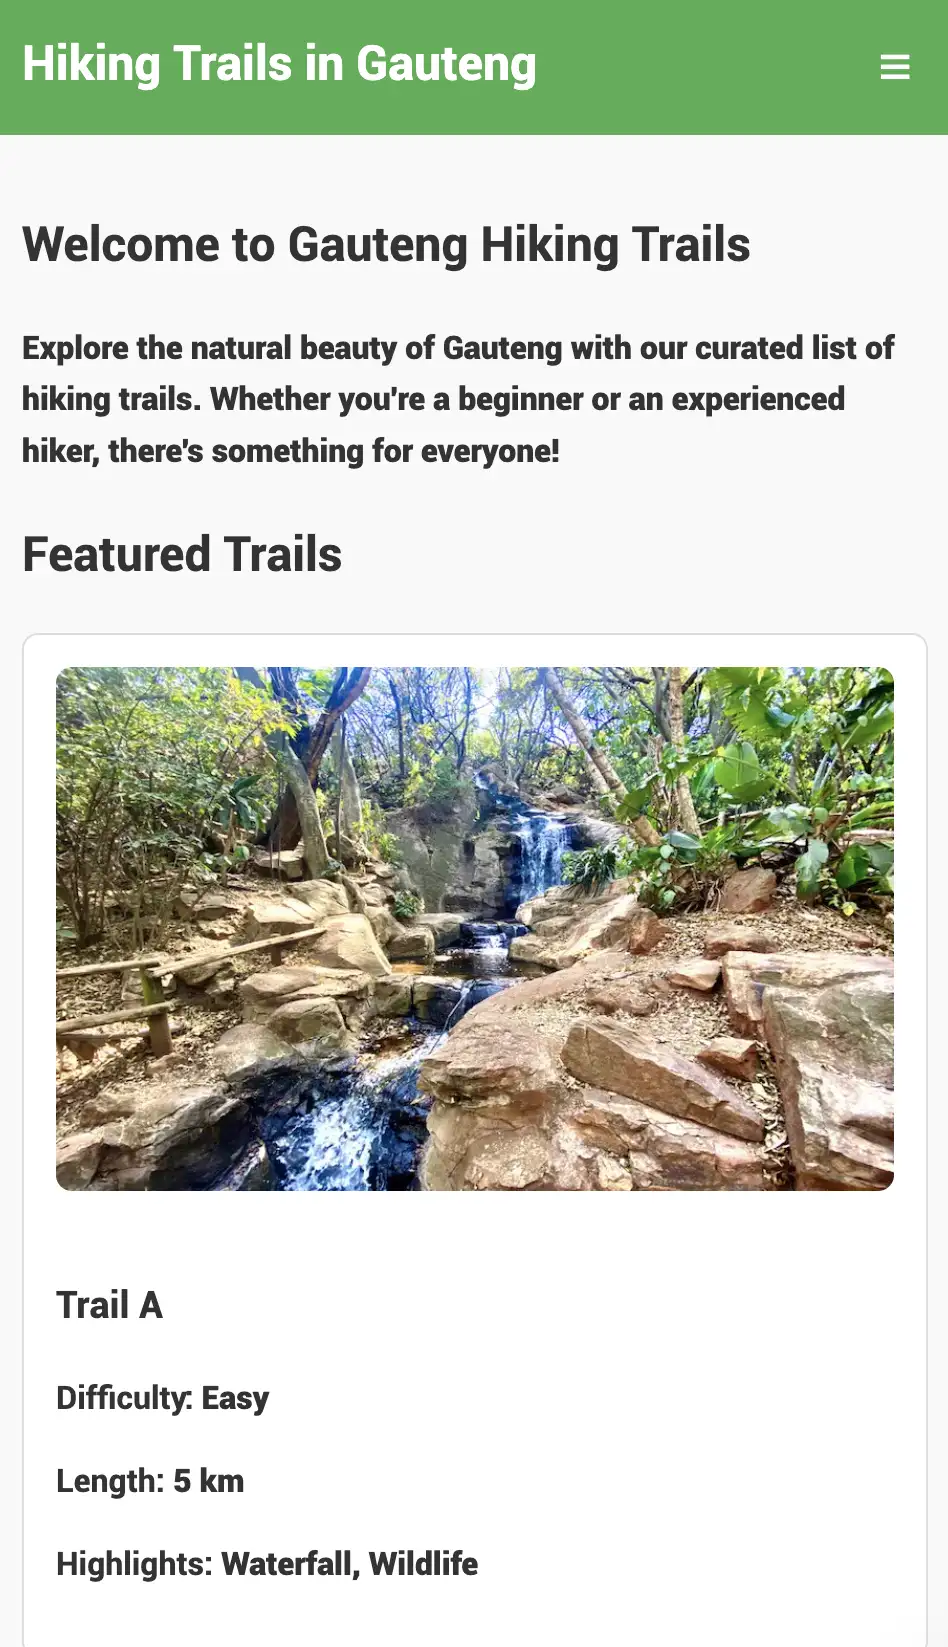 Hiking Trails in Gauteng
Welcome to Gauteng Hiking Trails
Explore the natural beauty of Gauteng with our curated list of
hiking trails. Whether you're a beginner or an experienced
hiker, there's something for everyone!
Featured Trails
Trail A
Difficulty: Easy
Length: 5 km
Highlights: Waterfall, Wildlife